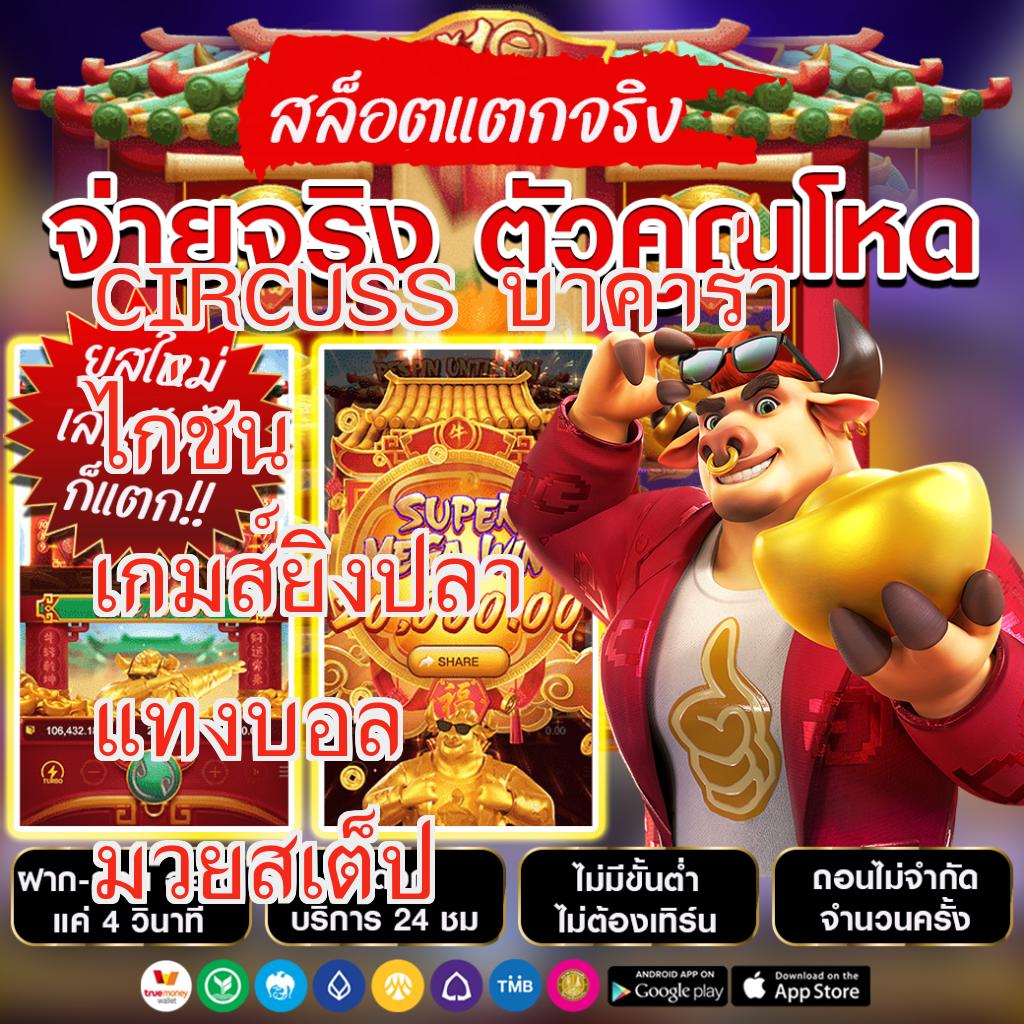 สล็อตแตกจริง
จ่ายจริง ตัวคูณโหด
CIRCUSS บาคาร่า
ยูสใหม่
ไก่ชน
ก็แตก!!
SUPER
MEGA WIN
เกมส์ยิงปลา
SHARE
แทงบอล
TURBO
มวยสเต็ป
ฝาก-
แค่ 4 วินาที
บริการ 24 ชม
ไม่มีขั้นต่ำ
ไม่ต้องเทิร์น
ถอนไม่จำกัด
จำนวนครั้ง
truemoney
wallet
TMB
ANDROID APP ON
Google play
Download on the
App Store